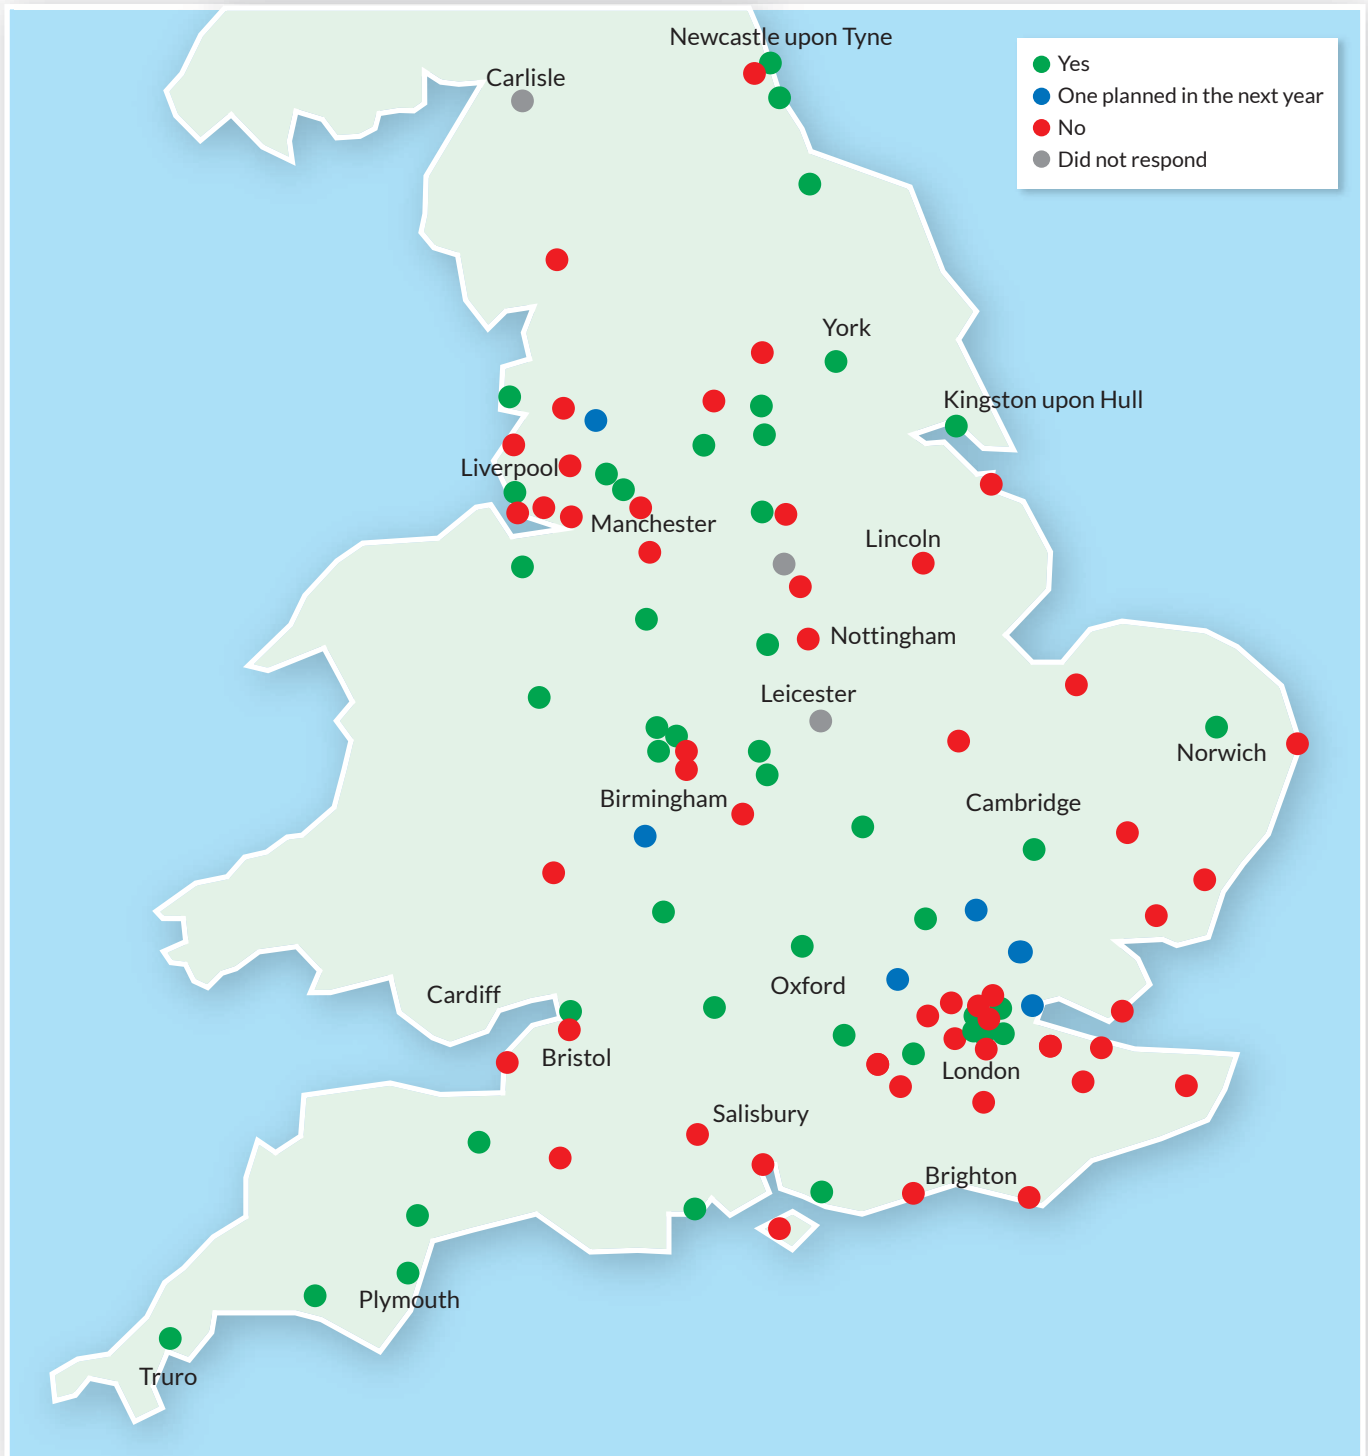 Newcastle upon Tyne
Carlisle
Yes
One planned in the next year
No
Did not respond
York
Kingston upon Hull
Liverpool
Manchester
Lincoln
Nottingham
Leicester
Norwich
Birmingham
Cambridge
Oxford
Cardiff
Bristol
London
Salisbury
Brighton
Plymouth
Truro